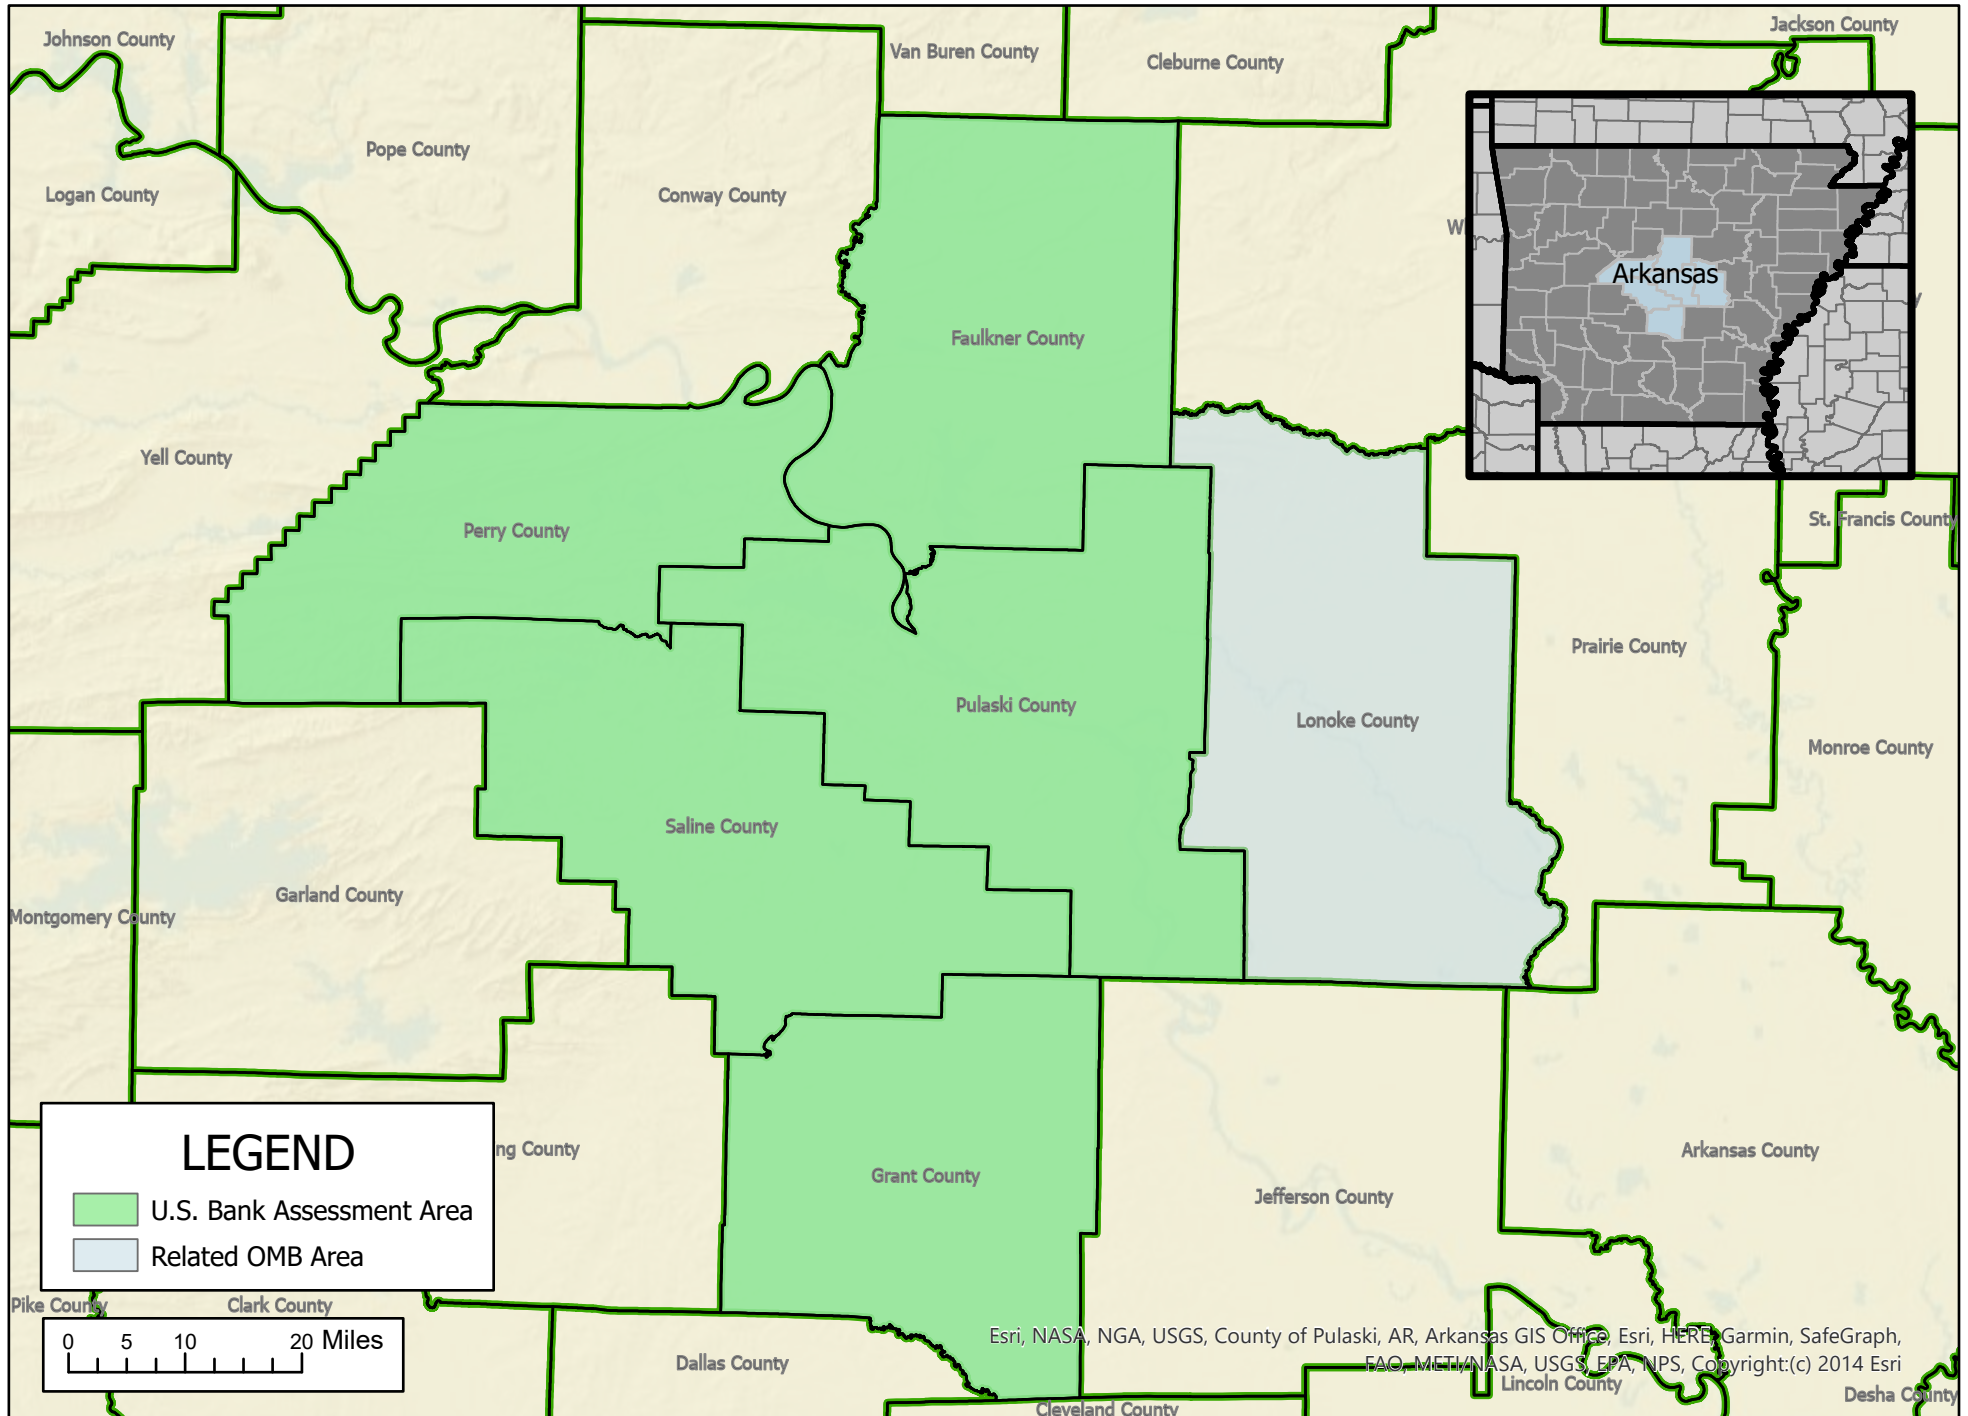 Johnson County
Van Buren County
Cleburne County
Jackson County
Pope County
Logan County
Conway County
W
Arkansas
y
Faulkner County
Yell County
Perry County
St. Francis County
Prairie County
Pulaski County
Lonoke County
Monroe County
Saline County
Garland County
Montgomery County
LEGEND
U.S. Bank Assessment Area
Related OMB Area
ng County
Grant County
Jefferson County
Arkansas County
Pike County
Clark County
0 5 10 20 Miles
Dallas County
Esri, NASA, NGA, USGS, County of Pulaski, AR, Arkansas GIS Office, Esri, HERE, Garmin, SafeGraph,
FAO, METI/NASA, USGS, EPA, NPS, Copyright:(c) 2014 Esri
Lincoln County
Desha County
Cleveland County